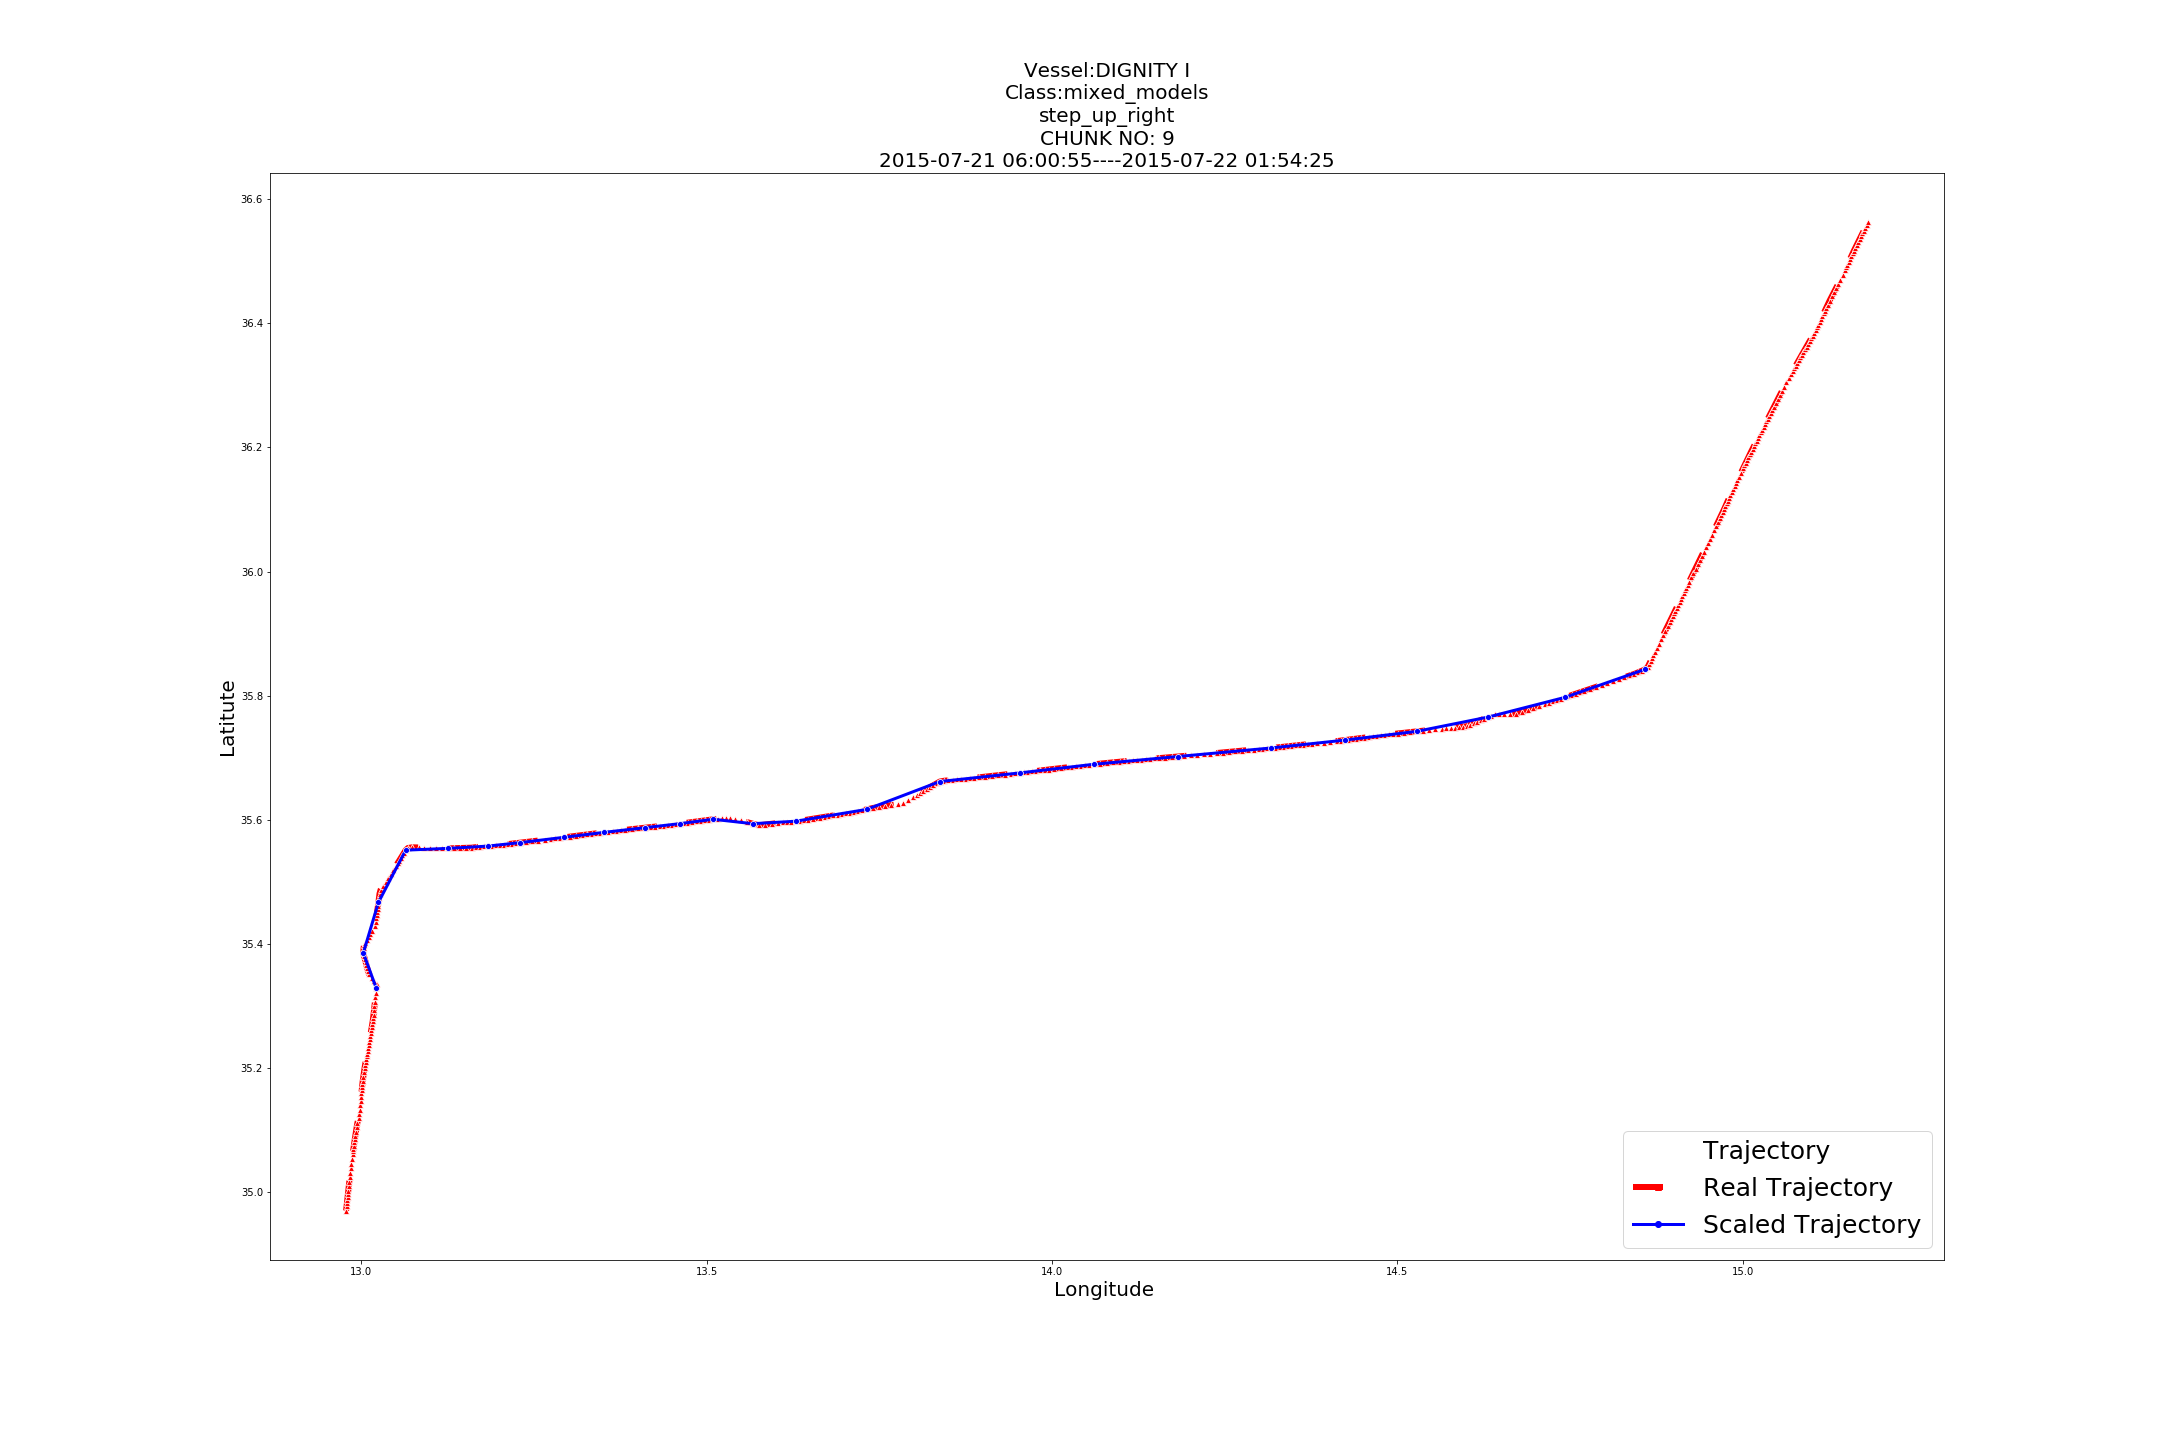 Vessel:DIGNITY I
Class:mixed_models
step_up_right
CHUNK NO: 9
2015-07-21 06:00:55----2015-07-22 01:54:25
36.6
36.4
36.2
36.0
35.8
35.6
35.4
35.2
35.0
Latitute
13.0
13.5
14.0
14.5
15.0
Longitude
Trajectory
Real Trajectory
Scaled Trajectory